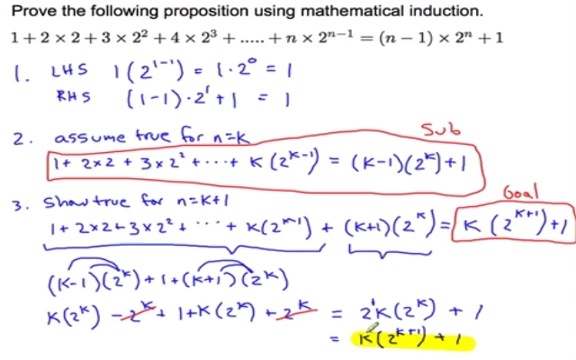 Prove the following proposition using mathematical induction.
1 + 2 × 2 + 3 × 2² + 4 × 2³ + ..... + n × 2ⁿ⁻¹ = (n − 1) × 2ⁿ + 1
1. LHS 1(2¹⁻¹) = 1·2⁰ = 1
RHS (1-1)·2¹+1 = 1
2. assume true for n=k
Sub
1+ 2×2 + 3×2² + ··· + k(2ᵏ⁻¹) = (k-1)(2ᵏ)+1
3. Show true for n=k+1
Goal
1+2×2+3×2²+ ··· + k(2ᵏ⁻¹) + (k+1)(2ᵏ) = k(2ᵏ⁺¹)+1
(k-1)(2ᵏ)+1+(k+1)(2ᵏ)
k(2ᵏ) -2ᵏ+ 1+k(2ᵏ) +2ᵏ = 2¹k(2ᵏ) + 1
= k(2ᵏ⁺¹) + 1